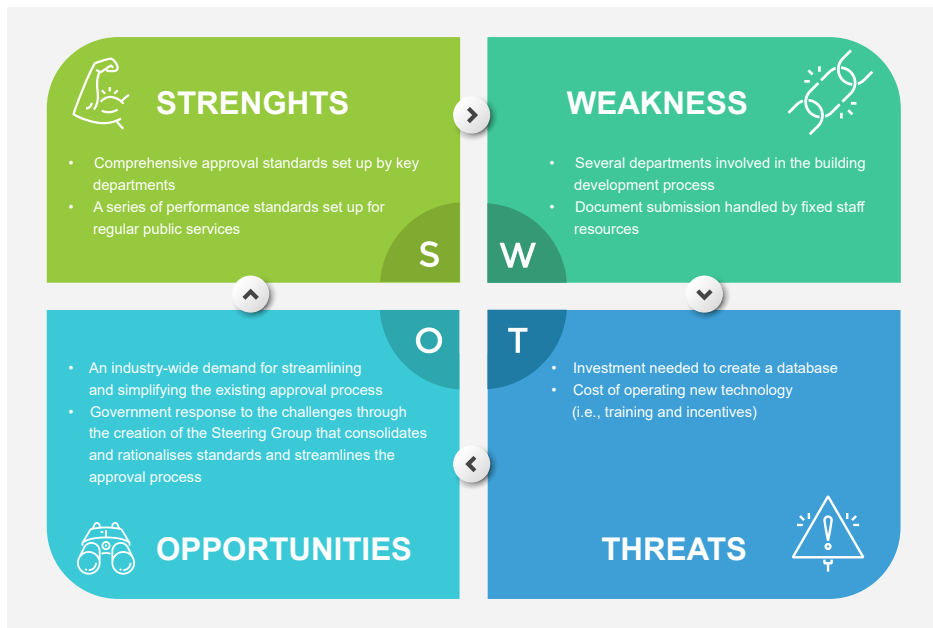 STRENGHTS
• Comprehensive approval standards set up by key
departments
• A series of performance standards set up for
regular public services
S
WEAKNESS
• Several departments involved in the building
development process
• Document submission handled by fixed staff
resources
W
O
• An industry-wide demand for streamlining
and simplifying the existing approval process
• Government response to the challenges through
the creation of the Steering Group that consolidates
and rationalises standards and streamlines the
approval process
OPPORTUNITIES
T
• Investment needed to create a database
• Cost of operating new technology
(i.e., training and incentives)
THREATS